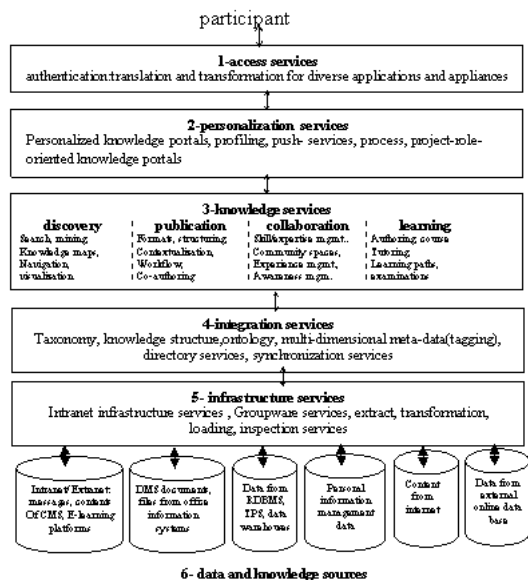 participant
1-access services
authentication:translation and transformation for diverse applications and appliances
2-personalization services
Personalized knowledge portals, profiling, push- services, process, project-role-
oriented knowledge portals
3-knowledge services
discovery
Search, mining,
Knowledge maps,
Navigation,
visualisation
publication
Formats, structuring,
Contextualisation,
Workflow,
Co-authoring
collaboration
Skill/expertise mgmt..
Community spaces,
Experience mgmt,
Awareness mgm..
learning
Authoring, course
Tutoring,
Learning paths,
examinations
4-integration services
Taxonomy, knowledge structure,ontology, multi-dimensional meta-data(tagging),
directory services, synchronization services
5- infrastructure services
Intranet infrastructure services , Groupware services, extract, transformation,
loading, inspection services
Intranet/Extranet:
messages, contents
Of CMS, E-learning
platforms
DMS documents,
files from office
information
systems
Data from
RDBMS,
TPS, data
warehouses
Personal
information
management
data
Content
from
internet
Data from
external
online data
base
6- data and knowledge sources